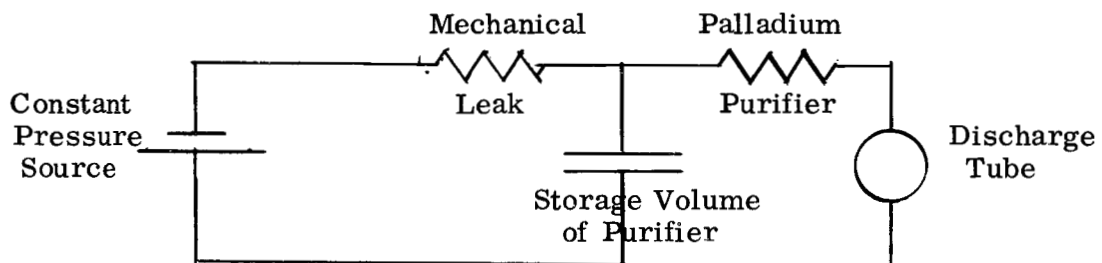 Mechanical
Leak
Palladium
Purifier
Constant
Pressure
Source
Discharge
Tube
Storage Volume
of Purifier